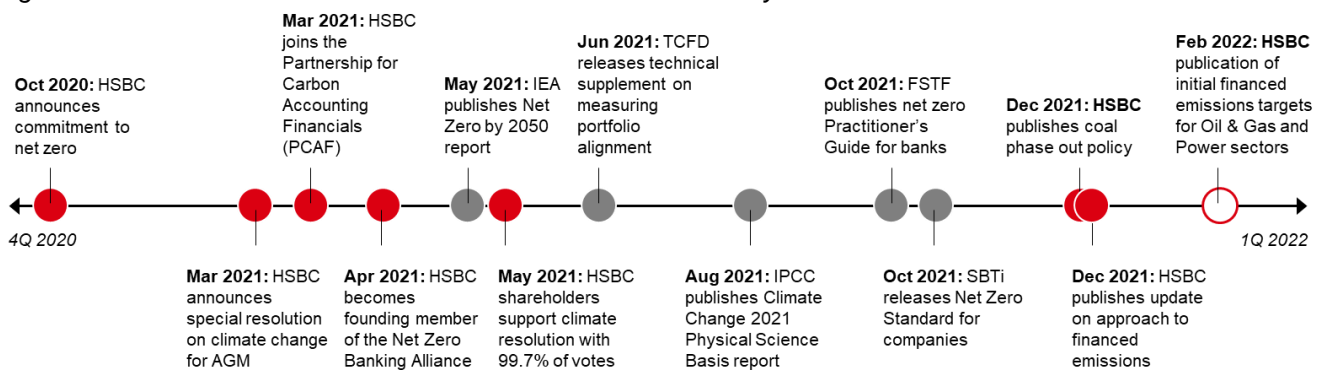 Oct 2020: HSBC
announces
commitment to
net zero
Mar 2021: HSBC
joins the
Partnership for
Carbon
Accounting
Financials
(PCAF)
May 2021: IEA
publishes Net
Zero by 2050
report
Jun 2021: TCFD
releases technical
supplement on
measuring
portfolio
alignment
Oct 2021: FSTF
publishes net zero
Practitioner's
Guide for banks
Dec 2021: HSBC
publishes coal
phase out policy
Feb 2022: HSBC
publication of
initial financed
emissions targets
for Oil & Gas and
Power sectors
4Q 2020
1Q 2022
Mar 2021: HSBC
announces
special resolution
on climate change
for AGM
Apr 2021: HSBC
becomes
founding member
of the Net Zero
Banking Alliance
May 2021: HSBC
shareholders
support climate
resolution with
99.7% of votes
Aug 2021: IPCC
publishes Climate
Change 2021
Physical Science
Basis report
Oct 2021: SBTi
releases Net Zero
Standard for
companies
Dec 2021: HSBC
publishes update
on approach to
financed
emissions